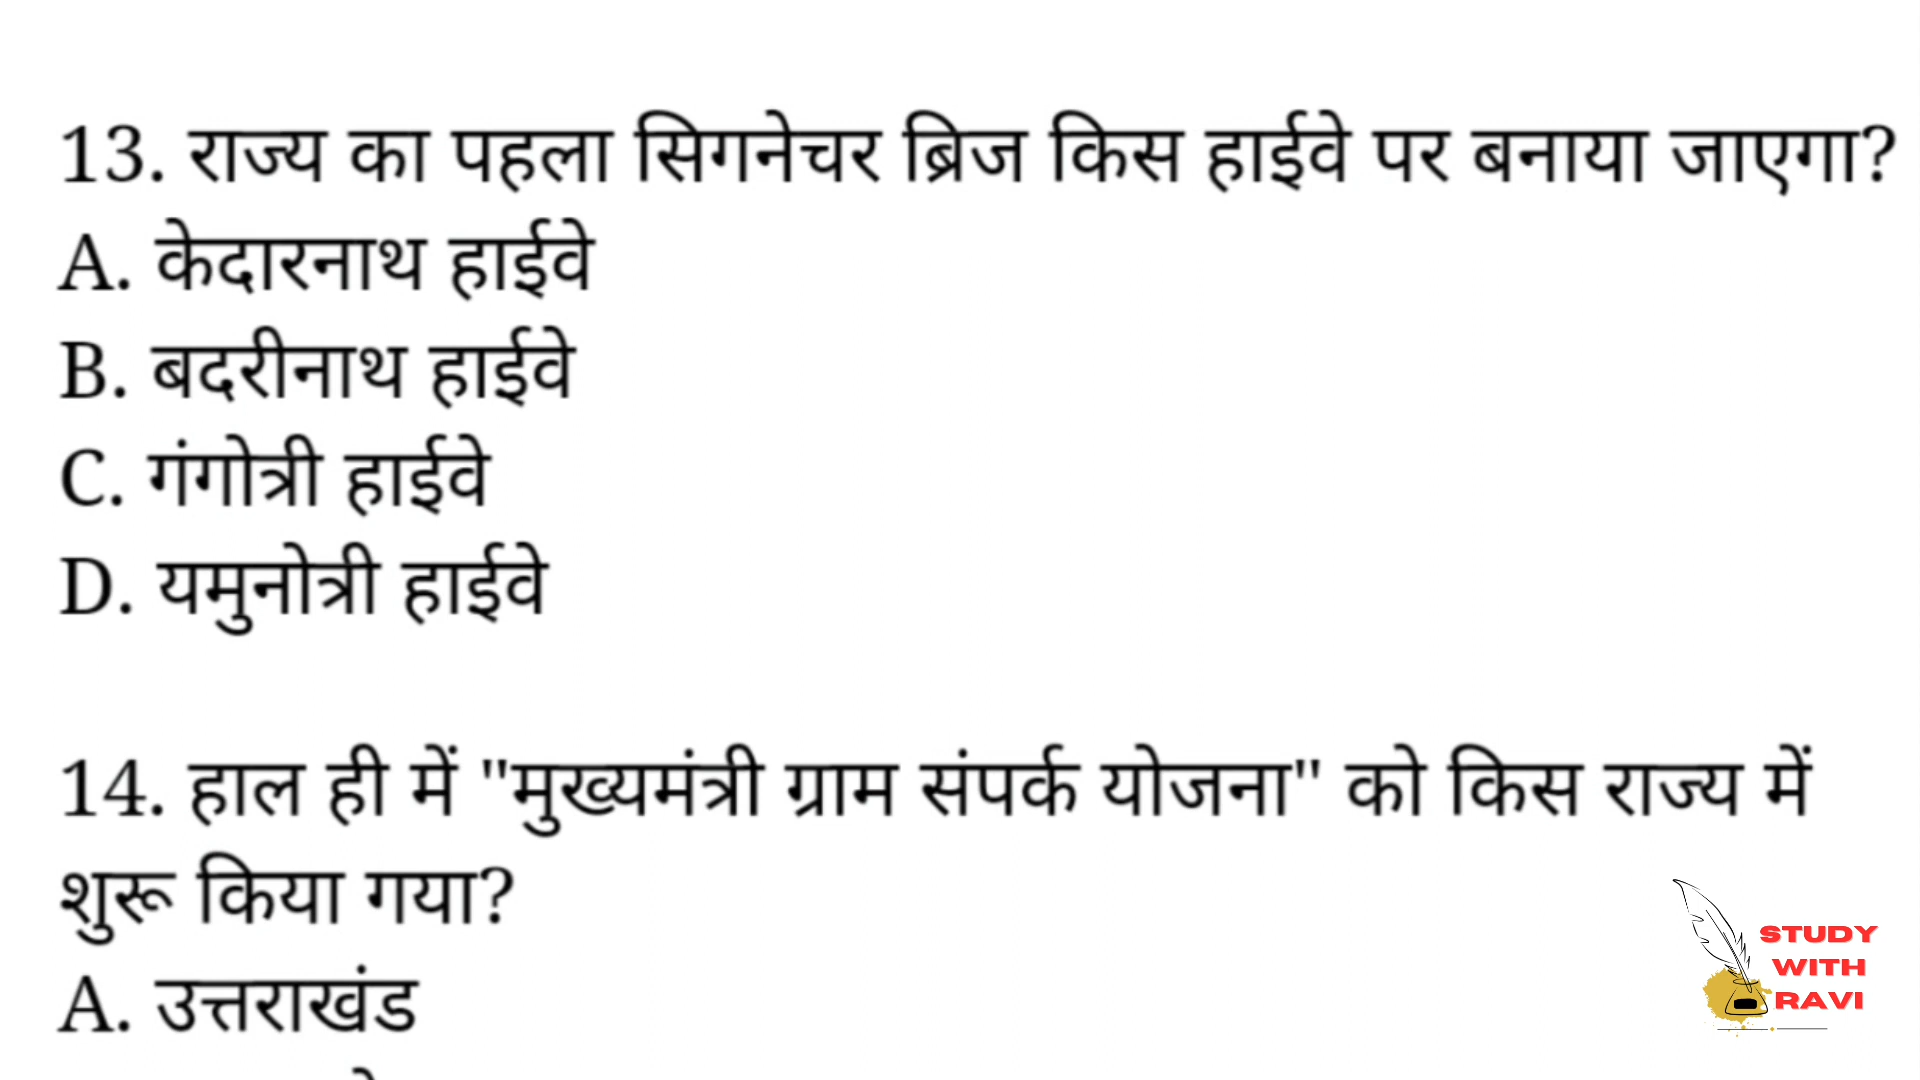 13. राज्य का पहला सिगनेचर ब्रिज किस हाईवे पर बनाया जाएगा?
A. केदारनाथ हाईवे
B. बदरीनाथ हाईवे
C. गंगोत्री हाईवे
D. यमुनोत्री हाईवे
14. हाल ही में "मुख्यमंत्री ग्राम संपर्क योजना" को किस राज्य में
शुरू किया गया?
A. उत्तराखंड
STUDY
WITH
RAVI